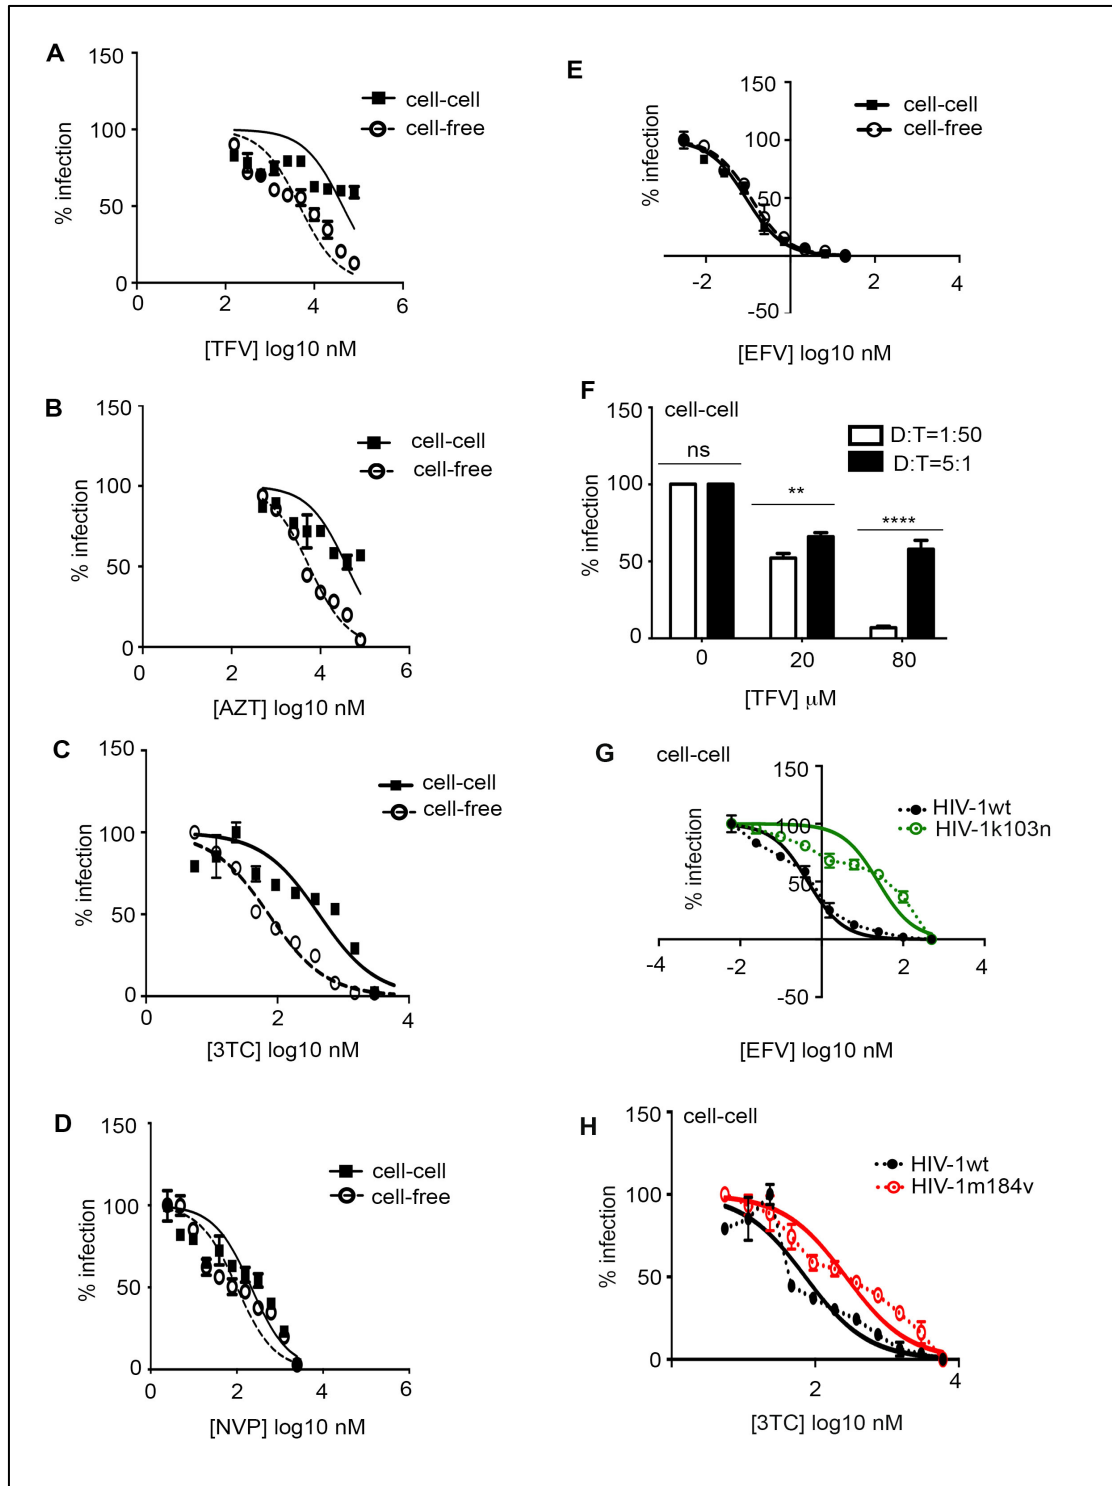 A
150
100
50
0
% infection
cell-cell
cell-free
0
2
4
6
[TFV] log10 nM
B
150
100
50
0
% infection
cell-cell
cell-free
0
2
4
6
[AZT] log10 nM
C
150
100
50
0
% infection
cell-cell
cell-free
0
2
4
[3TC] log10 nM
D
150
100
50
0
% infection
cell-cell
cell-free
0
2
4
6
[NVP] log10 nM
E
150
100
50
-50
% infection
cell-cell
cell-free
-2
2
4
[EFV] log10 nM
F
cell-cell
150
100
50
0
% infection
D:T=1:50
D:T=5:1
ns
**
****
0
20
80
[TFV] μM
G
cell-cell
150
100
50
-50
% infection
HIV-1wt
HIV-1k103n
-4
-2
2
4
[EFV] log10 nM
H
cell-cell
150
100
50
0
% infection
HIV-1wt
HIV-1m184v
2
4
[3TC] log10 nM